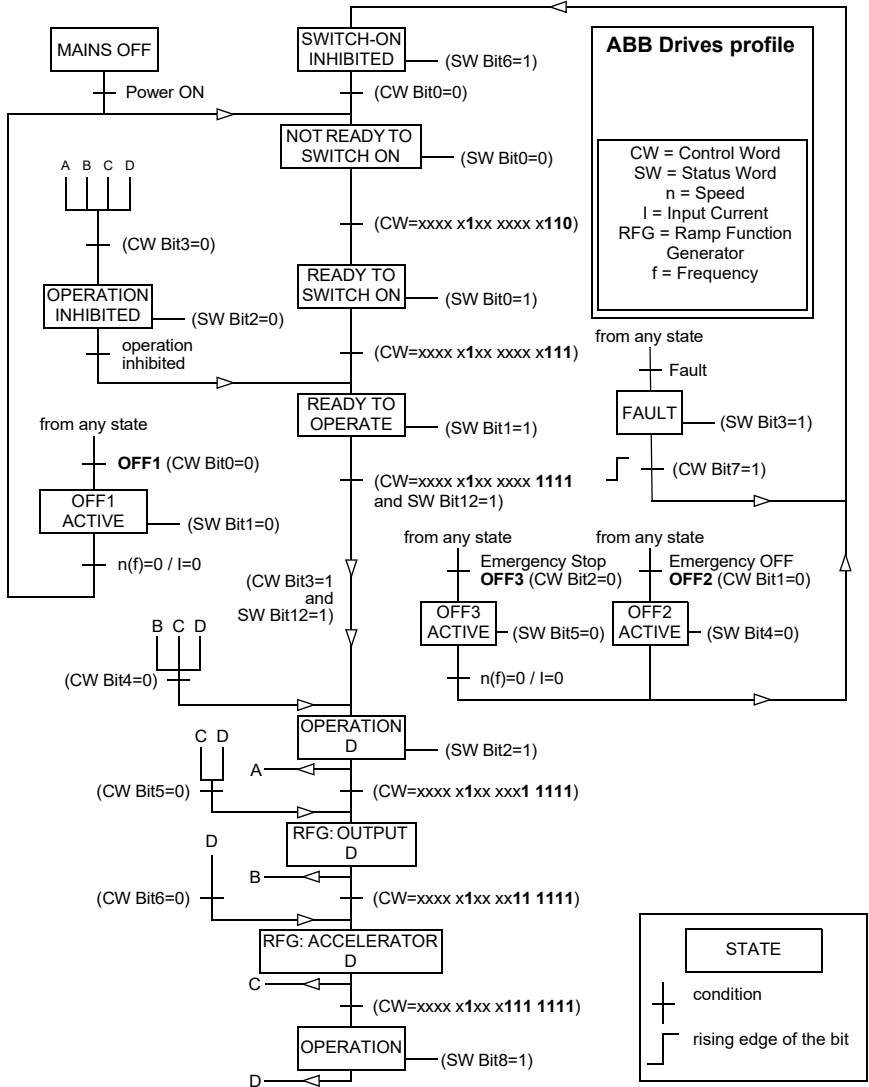 MAINS OFF
Power ON
SWITCH-ON
INHIBITED
(SW Bit6=1)
(CW Bit0=0)
ABB Drives profile
CW = Control Word
SW = Status Word
n = Speed
I = Input Current
RFG = Ramp Function
Generator
f = Frequency
NOT READY TO
SWITCH ON
(SW Bit0=0)
A B C D
(CW Bit3=0)
(CW=xxxx x1xx xxxx x110)
OPERATION
INHIBITED
(SW Bit2=0)
operation
inhibited
READY TO
SWITCH ON
(SW Bit0=1)
(CW=xxxx x1xx xxxx x111)
from any state
Fault
FAULT
(SW Bit3=1)
(CW Bit7=1)
READY TO
OPERATE
(SW Bit1=1)
(CW=xxxx x1xx xxxx 1111
and SW Bit12=1)
from any state
OFF1 (CW Bit0=0)
OFF1
ACTIVE
(SW Bit1=0)
n(f)=0 / I=0
(CW Bit3=1
and
SW Bit12=1)
from any state
Emergency Stop
OFF3 (CW Bit2=0)
OFF3
ACTIVE
(SW Bit5=0)
n(f)=0 / I=0
from any state
Emergency OFF
OFF2 (CW Bit1=0)
OFF2
ACTIVE
(SW Bit4=0)
B C D
(CW Bit4=0)
OPERATION
D
(SW Bit2=1)
A
(CW=xxxx x1xx xxx1 1111)
C D
(CW Bit5=0)
RFG: OUTPUT
D
B
(CW=xxxx x1xx xx11 1111)
D
(CW Bit6=0)
RFG: ACCELERATOR
D
C
(CW=xxxx x1xx x111 1111)
OPERATION
(SW Bit8=1)
D
STATE
condition
rising edge of the bit